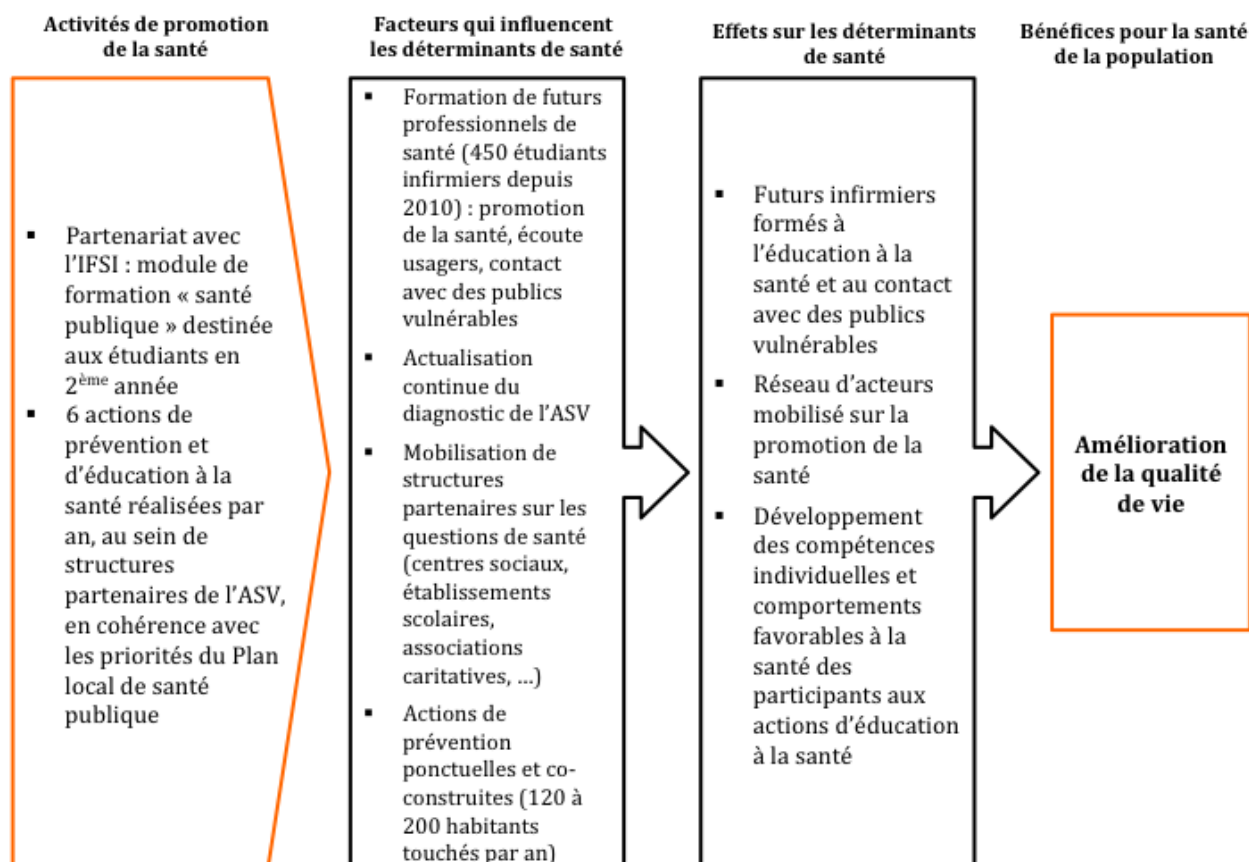 Activités de promotion
de la santé
Facteurs qui influencent
les déterminants de santé
Effets sur les déterminants
de santé
Bénéfices pour la santé
de la population
▪ Partenariat avec
l'IFSI : module de
formation « santé
publique » destinée
aux étudiants en
2ème année
▪ 6 actions de
prévention et
d'éducation à la
santé réalisées par
an, au sein de
structures
partenaires de l'ASV,
en cohérence avec
les priorités du Plan
local de santé
publique
▪ Formation de futurs
professionnels de
santé (450 étudiants
infirmiers depuis
2010) : promotion
de la santé, écoute
usagers, contact
avec des publics
vulnérables
▪ Actualisation
continue du
diagnostic de l'ASV
▪ Mobilisation de
structures
partenaires sur les
questions de santé
(centres sociaux,
établissements
scolaires,
associations
caritatives, ...)
▪ Actions de
prévention
ponctuelles et co-
construites (120 à
200 habitants
touchés par an)
▪ Futurs infirmiers
formés à
l'éducation à la
santé et au contact
avec des publics
vulnérables
▪ Réseau d'acteurs
mobilisé sur la
promotion de la
santé
▪ Développement
des compétences
individuelles et
comportements
favorables à la
santé des
participants aux
actions d'éducation
à la santé
Amélioration
de la qualité
de vie